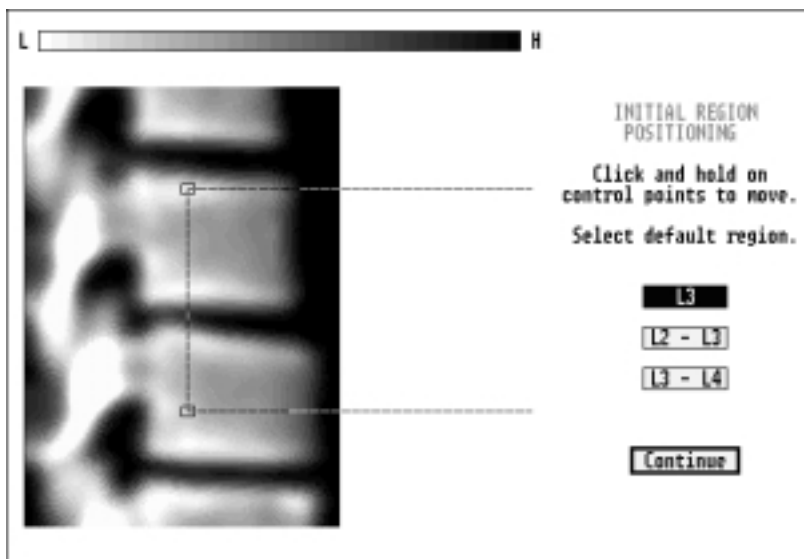 L H
INITIAL REGION
POSITIONING
Click and hold on
control points to move.
Select default region.
L3
L2 - L3
L3 - L4
Continue